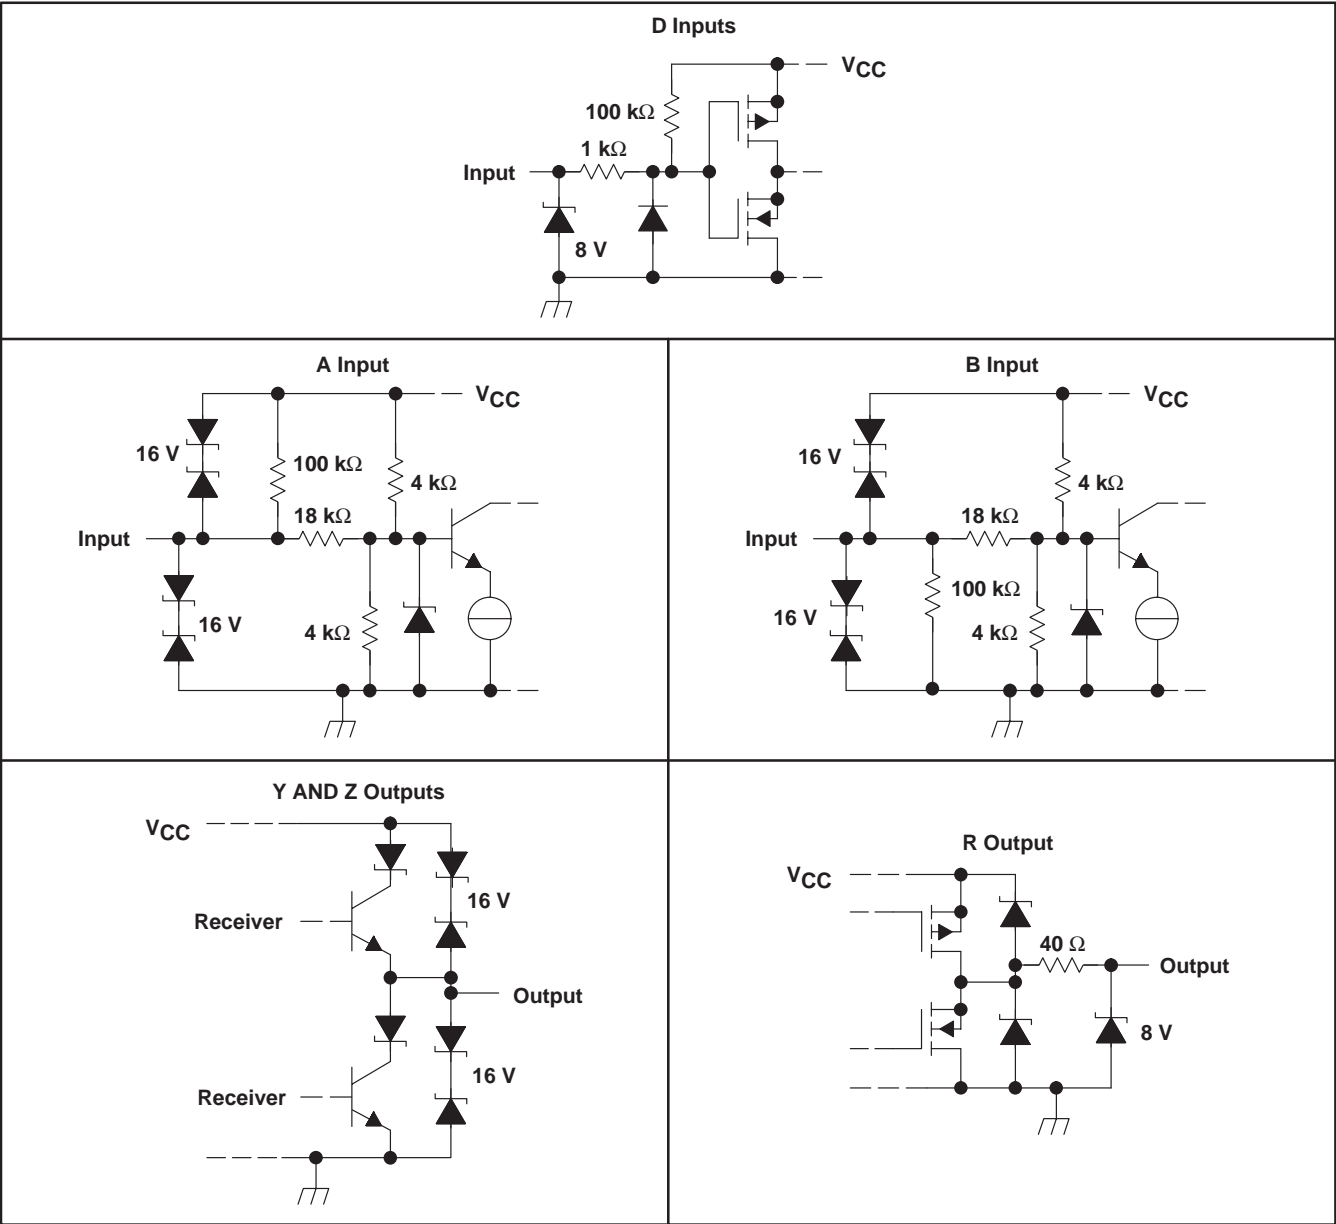 D Inputs
VCC
100 kΩ
1 kΩ
Input
8 V
A Input
VCC
16 V
100 kΩ
4 kΩ
18 kΩ
Input
16 V
4 kΩ
B Input
VCC
16 V
4 kΩ
18 kΩ
Input
100 kΩ
16 V
4 kΩ
Y AND Z Outputs
VCC
16 V
Receiver
Output
16 V
Receiver
R Output
VCC
40 Ω
Output
8 V